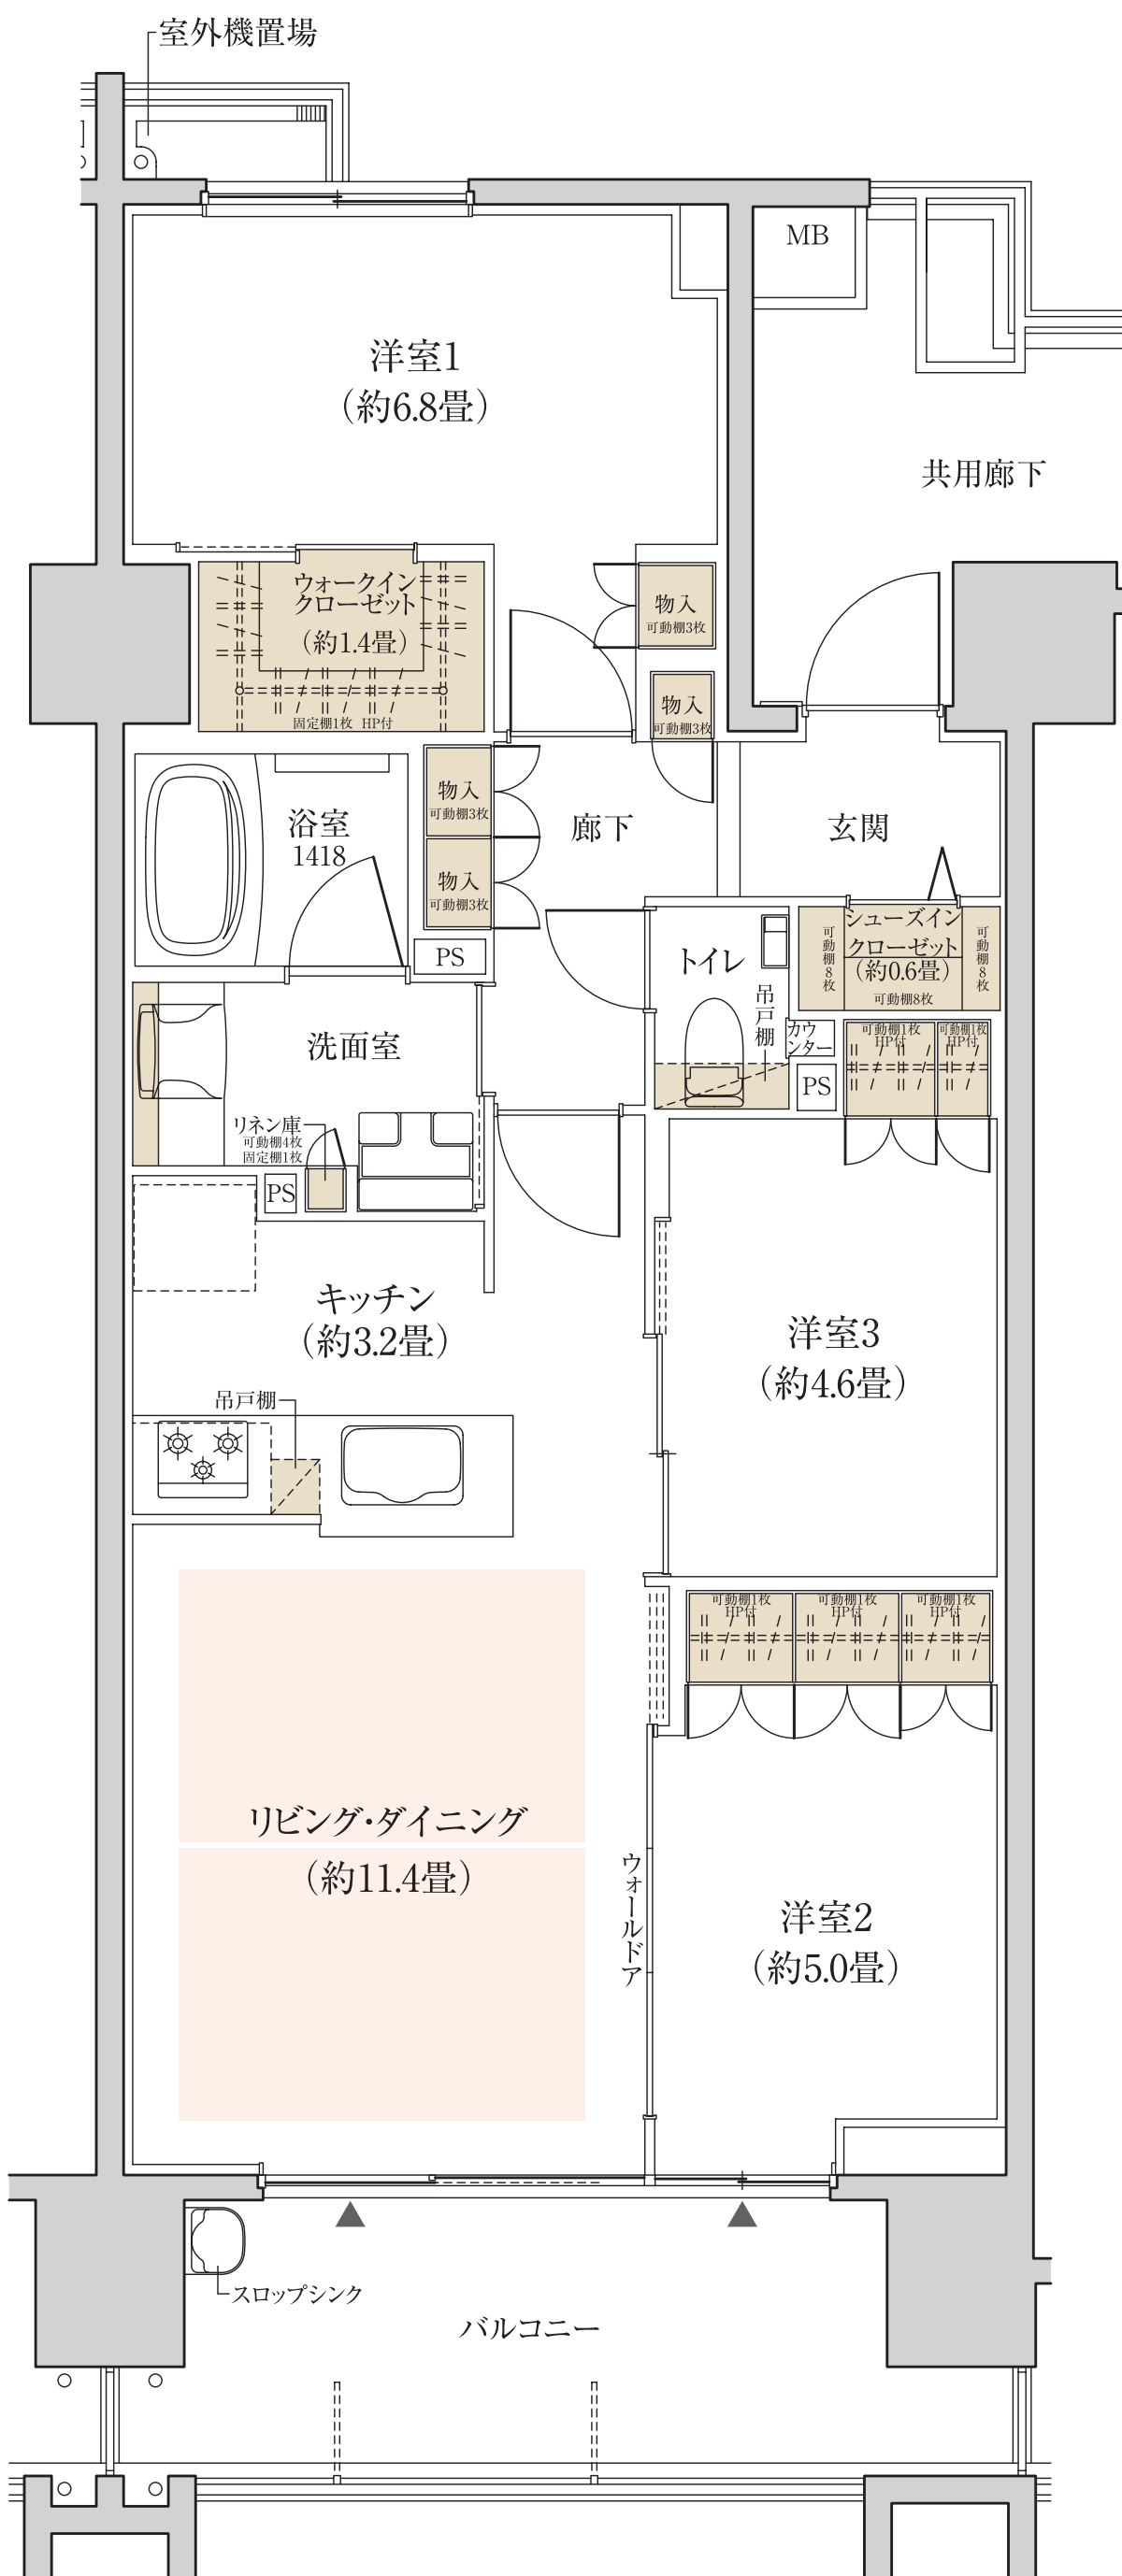 室外機置場
MB
洋室1
（約6.8畳）
共用廊下
ウォークイン
クローゼット
（約1.4畳）
固定棚1枚 HP付
物入
可動棚3枚
物入
可動棚3枚
物入
可動棚3枚
物入
可動棚3枚
浴室
1418
廊下
玄関
PS
トイレ
吊戸棚
シューズイン
クローゼット
（約0.6畳）
可動棚8枚
可動棚8枚
可動棚8枚
カウ
ンター
PS
可動棚1枚
HP付
可動棚1枚
HP付
洗面室
リネン庫
可動棚4枚
固定棚1枚
PS
キッチン
（約3.2畳）
吊戸棚
洋室3
（約4.6畳）
可動棚1枚
HP付
可動棚1枚
HP付
可動棚1枚
HP付
リビング・ダイニング
（約11.4畳）
ウォールドア
洋室2
（約5.0畳）
スロップシンク
バルコニー